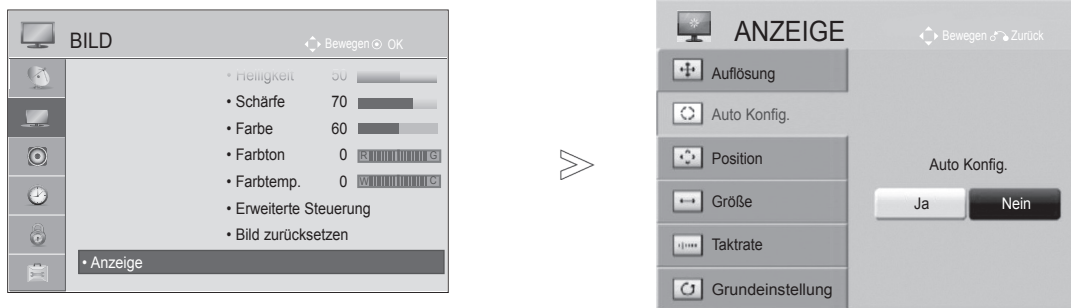 BILD
Bewegen OK
• Helligkeit 50
• Schärfe 70
• Farbe 60
• Farbton 0 R G
• Farbtemp. 0 W C
• Erweiterte Steuerung
• Bild zurücksetzen
• Anzeige
ANZEIGE
Bewegen Zurück
Auflösung
Auto Konfig.
Position
Größe
Taktrate
Grundeinstellung
Auto Konfig.
Ja Nein